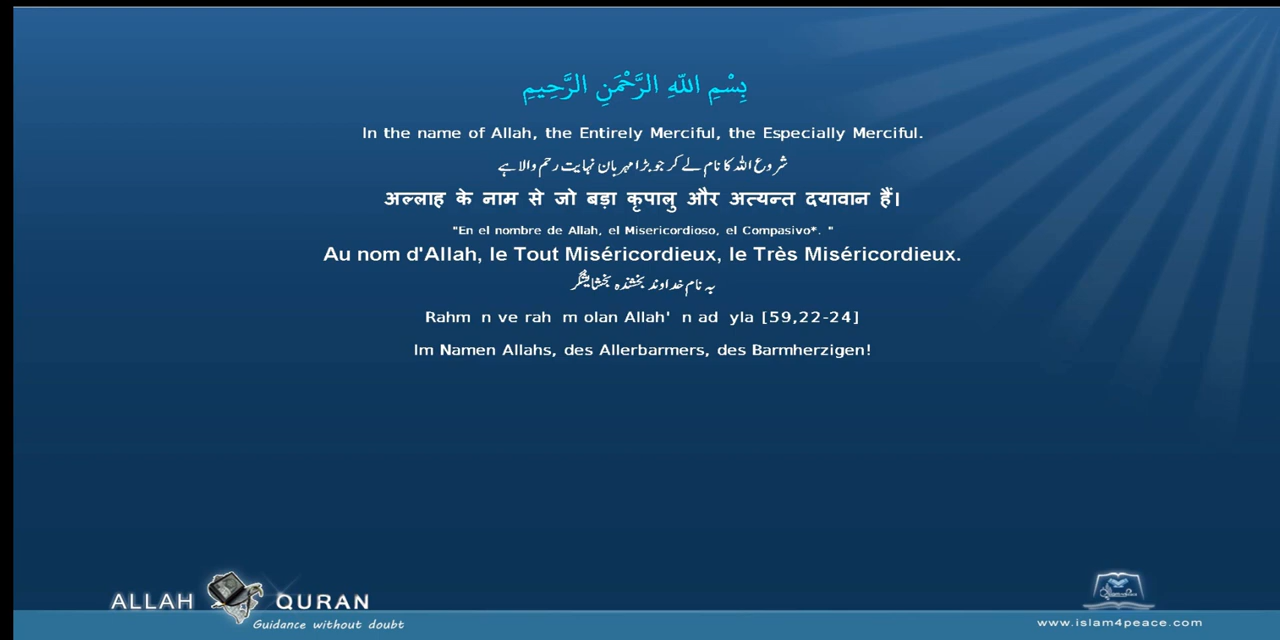 بِسْمِ اللَّهِ الرَّحْمَنِ الرَّحِيمِ
In the name of Allah, the Entirely Merciful, the Especially Merciful.
شروع اللہ کا نام لے کر جو بڑا مہربان نہایت رحم والا ہے
अल्लाह के नाम से जो बड़ा कृपालु और अत्यन्त दयावान हैं।
"En el nombre de Allah, el Misericordioso, el Compasivo*. "
Au nom d'Allah, le Tout Miséricordieux, le Très Miséricordieux.
به نام خداوند بخشنده بخشایشگر
Rahm n ve rah m olan Allah' n ad yla [59,22-24]
Im Namen Allahs, des Allerbarmers, des Barmherzigen!
ALLAH QURAN
Guidance without doubt
www.islam4peace.com